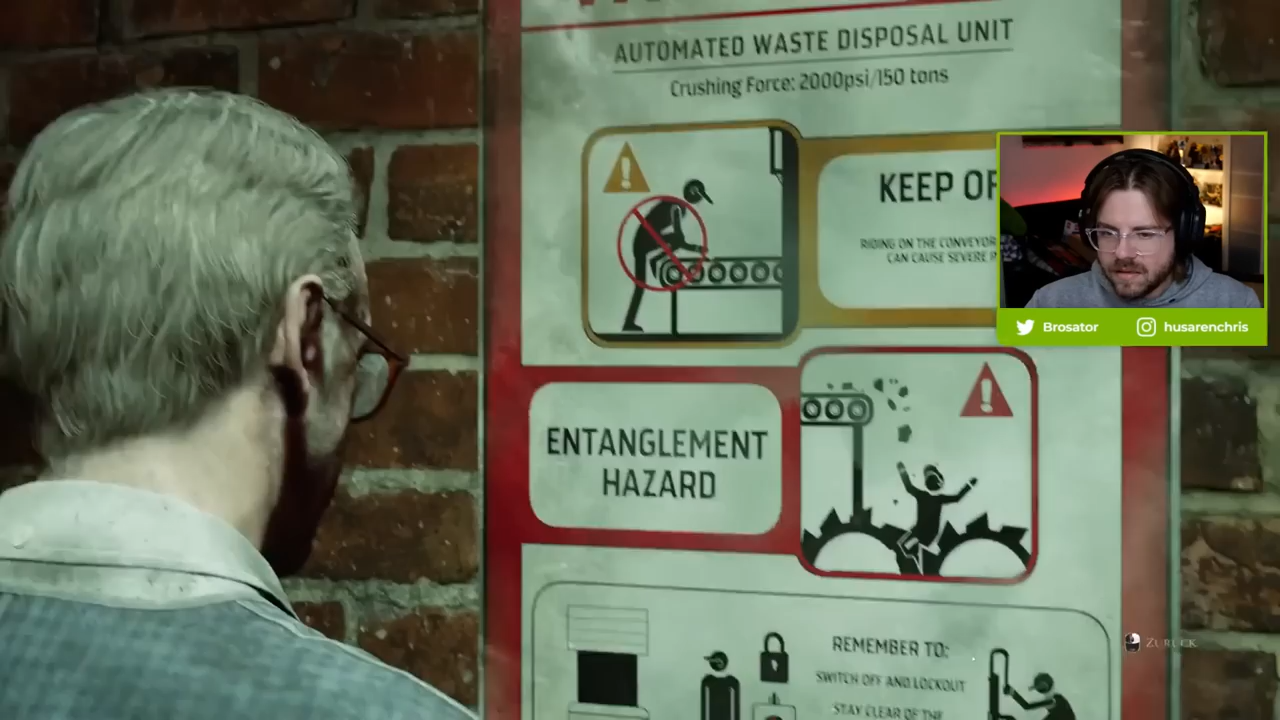 AUTOMATED WASTE DISPOSAL UNIT
Crushing Force: 2000psi/150 tons
KEEP
RIDING ON THE CONVEYOR
CAN CAUSE SEVERE
Brosator
husarenchris
ENTANGLEMENT
HAZARD
REMEMBER TO:
SWITCH OFF AND LOCKOUT
STAY CLEAR OF THE
ZURÜCK